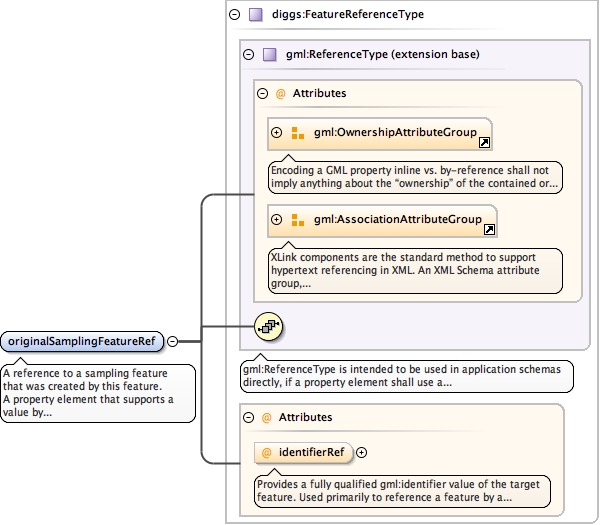 diggs:FeatureReferenceType
gml:ReferenceType (extension base)
@ Attributes
gml:OwnershipAttributeGroup
Encoding a GML property inline vs. by-reference shall not
imply anything about the “ownership” of the contained or...
gml:AssociationAttributeGroup
XLink components are the standard method to support
hypertext referencing in XML. An XML Schema attribute
group,...
originalSamplingFeatureRef
A reference to a sampling feature
that was created by this feature.
A property element that supports a
value by...
gml:ReferenceType is intended to be used in application schemas
directly, if a property element shall use a...
@ Attributes
@ identifierRef
Provides a fully qualified gml:identifier value of the target
feature. Used primarily to reference a feature by a...